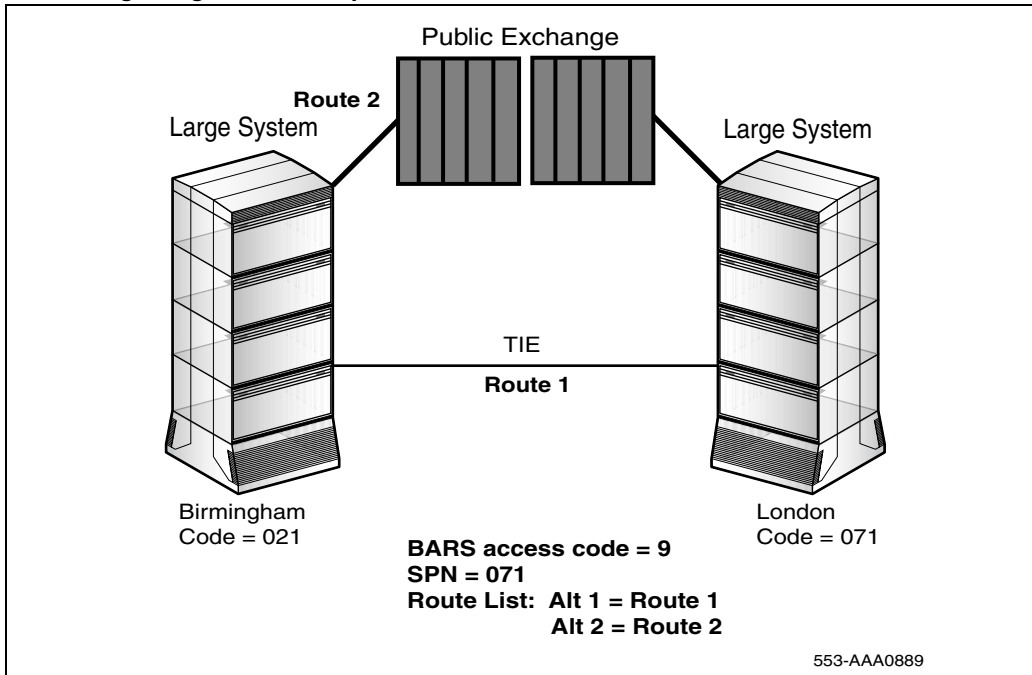 Public Exchange
Route 2
Large System
Large System
TIE
Route 1
Birmingham
Code = 021
London
Code = 071
BARS access code = 9
SPN = 071
Route List: Alt 1 = Route 1
Alt 2 = Route 2
553-AAA0889